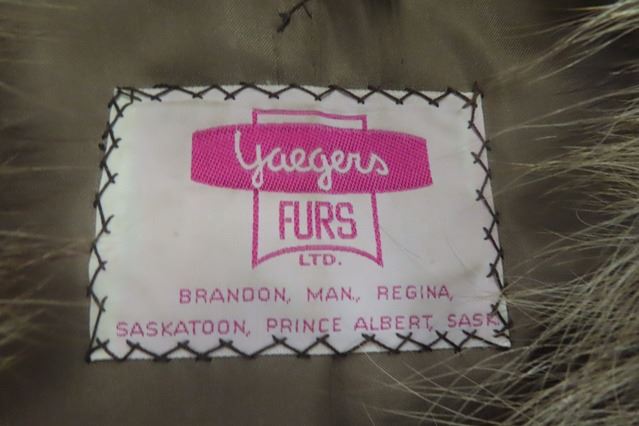 Yaegers
FURS
LTD.
BRANDON, MAN., REGINA,
SASKATOON, PRINCE ALBERT, SASK.